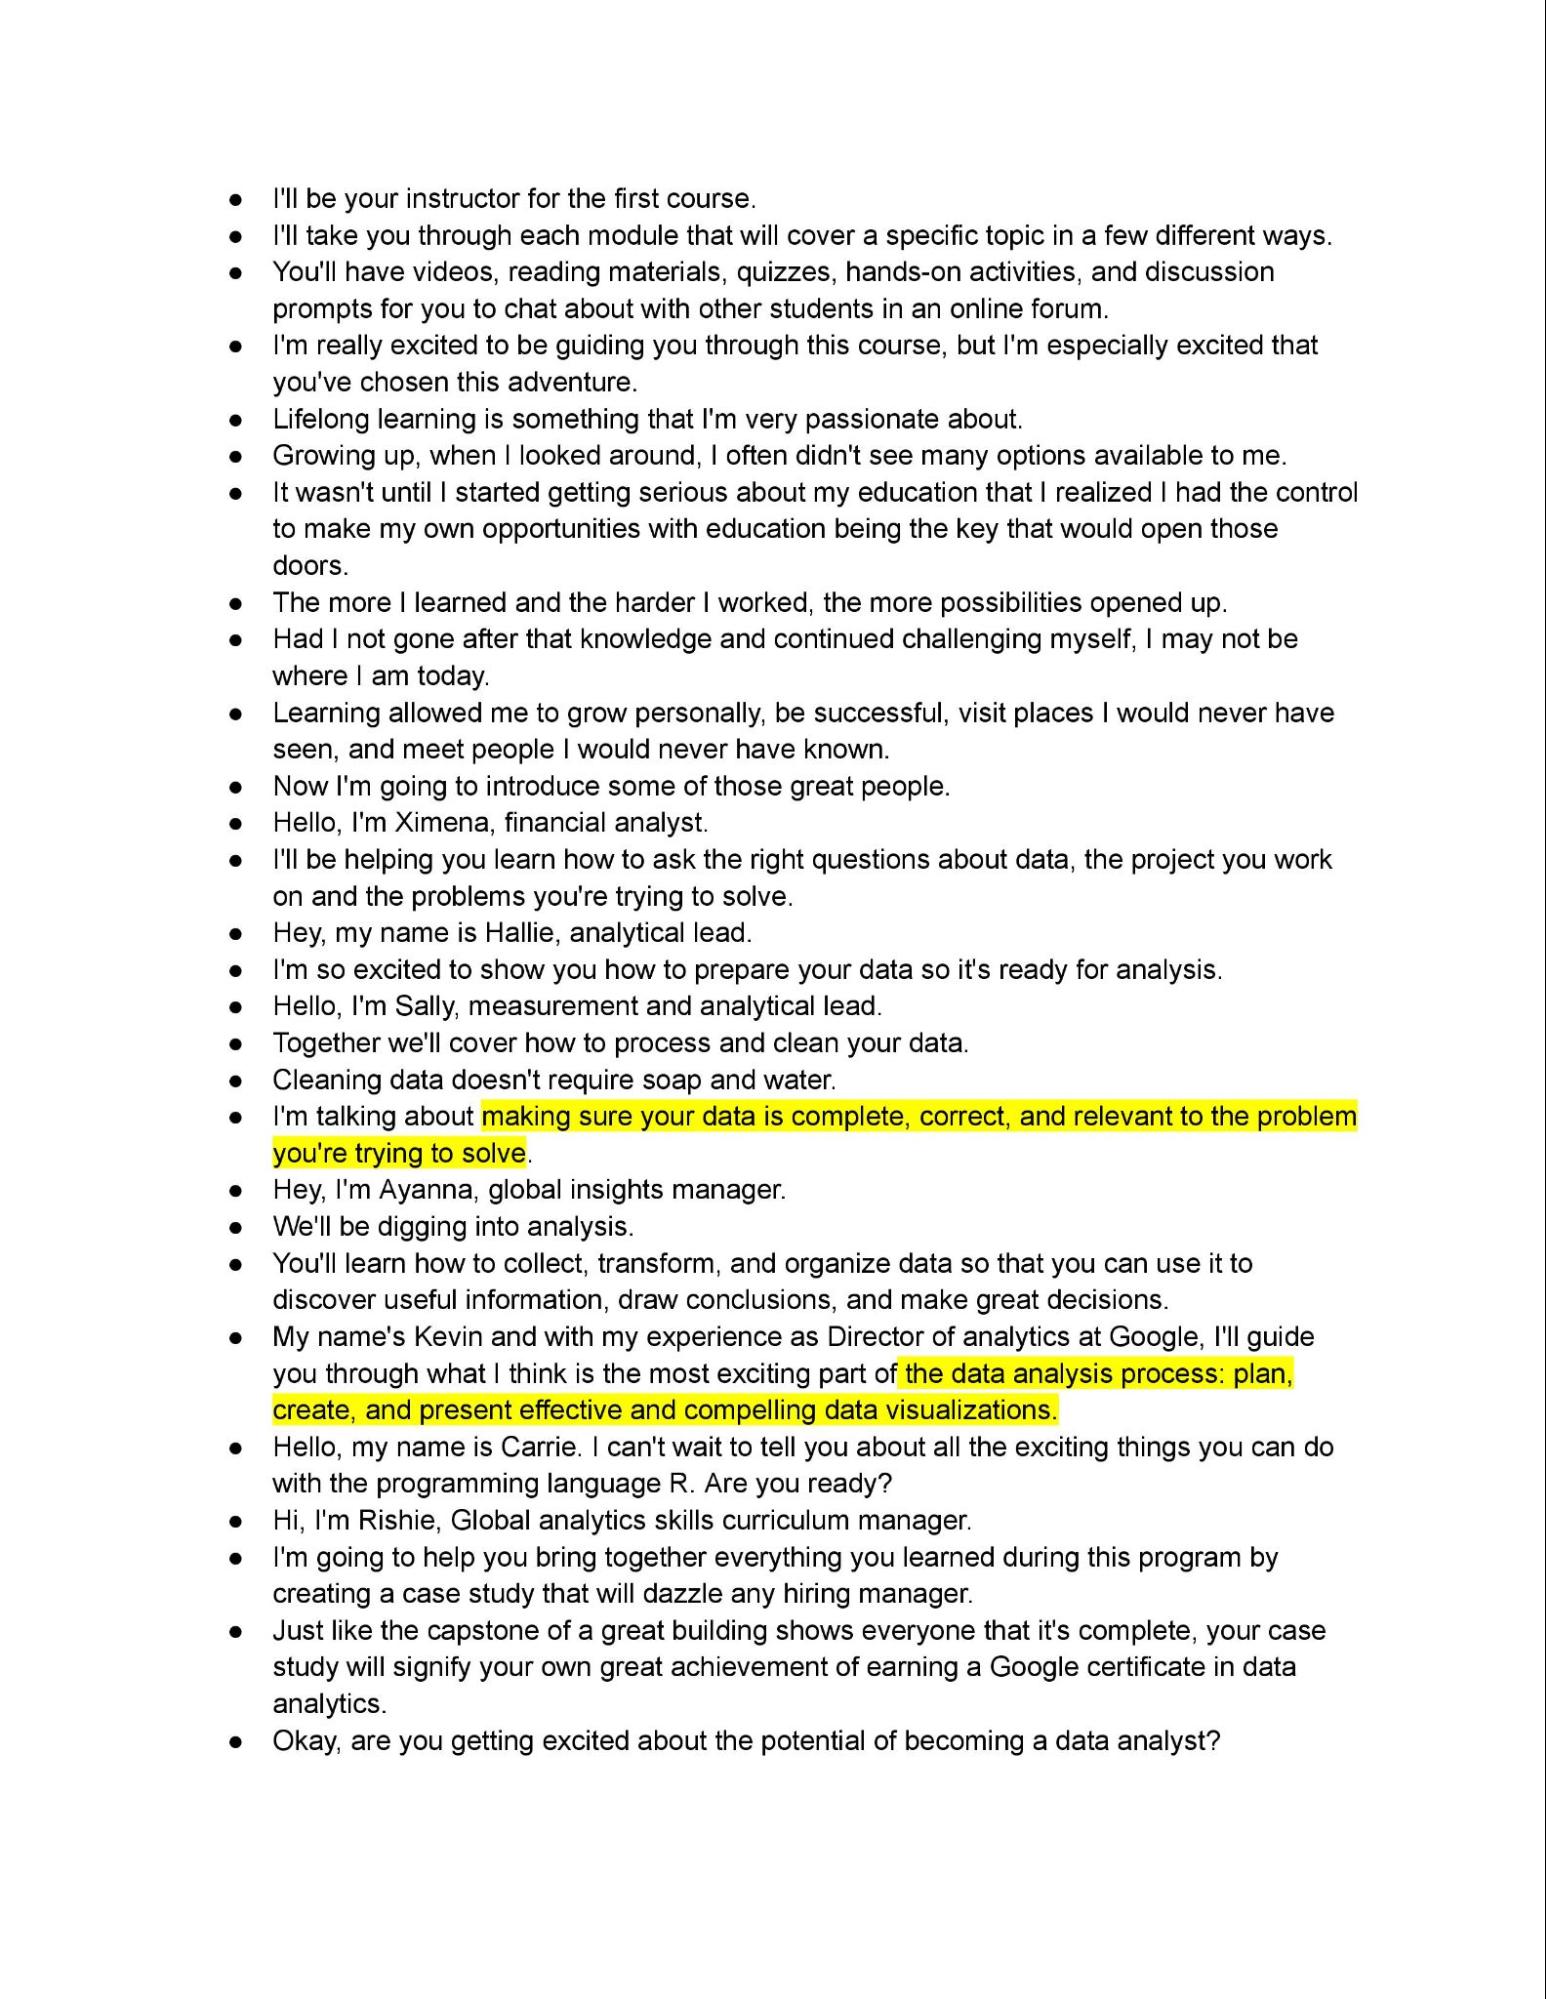 ● I'll be your instructor for the first course.
● I'll take you through each module that will cover a specific topic in a few different ways.
● You'll have videos, reading materials, quizzes, hands-on activities, and discussion
prompts for you to chat about with other students in an online forum.
● I'm really excited to be guiding you through this course, but I'm especially excited that
you've chosen this adventure.
● Lifelong learning is something that I'm very passionate about.
● Growing up, when I looked around, I often didn't see many options available to me.
● It wasn't until I started getting serious about my education that I realized I had the control
to make my own opportunities with education being the key that would open those
doors.
● The more I learned and the harder I worked, the more possibilities opened up.
● Had I not gone after that knowledge and continued challenging myself, I may not be
where I am today.
● Learning allowed me to grow personally, be successful, visit places I would never have
seen, and meet people I would never have known.
● Now I'm going to introduce some of those great people.
● Hello, I'm Ximena, financial analyst.
● I'll be helping you learn how to ask the right questions about data, the project you work
on and the problems you're trying to solve.
● Hey, my name is Hallie, analytical lead.
● I'm so excited to show you how to prepare your data so it's ready for analysis.
● Hello, I'm Sally, measurement and analytical lead.
● Together we'll cover how to process and clean your data.
● Cleaning data doesn't require soap and water.
● I'm talking about making sure your data is complete, correct, and relevant to the problem
you're trying to solve.
● Hey, I'm Ayanna, global insights manager.
● We'll be digging into analysis.
● You'll learn how to collect, transform, and organize data so that you can use it to
discover useful information, draw conclusions, and make great decisions.
● My name's Kevin and with my experience as Director of analytics at Google, I'll guide
you through what I think is the most exciting part of the data analysis process: plan,
create, and present effective and compelling data visualizations.
● Hello, my name is Carrie. I can't wait to tell you about all the exciting things you can do
with the programming language R. Are you ready?
● Hi, I'm Rishie, Global analytics skills curriculum manager.
● I'm going to help you bring together everything you learned during this program by
creating a case study that will dazzle any hiring manager.
● Just like the capstone of a great building shows everyone that it's complete, your case
study will signify your own great achievement of earning a Google certificate in data
analytics.
● Okay, are you getting excited about the potential of becoming a data analyst?